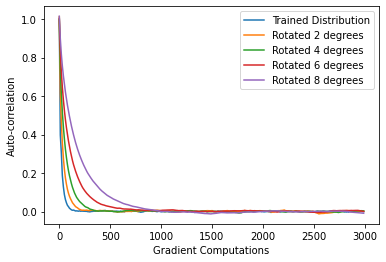 Trained Distribution
Rotated 2 degrees
Rotated 4 degrees
Rotated 6 degrees
Rotated 8 degrees
Auto-correlation
1.0
0.8
0.6
0.4
0.2
0.0
0 500 1000 1500 2000 2500 3000
Gradient Computations